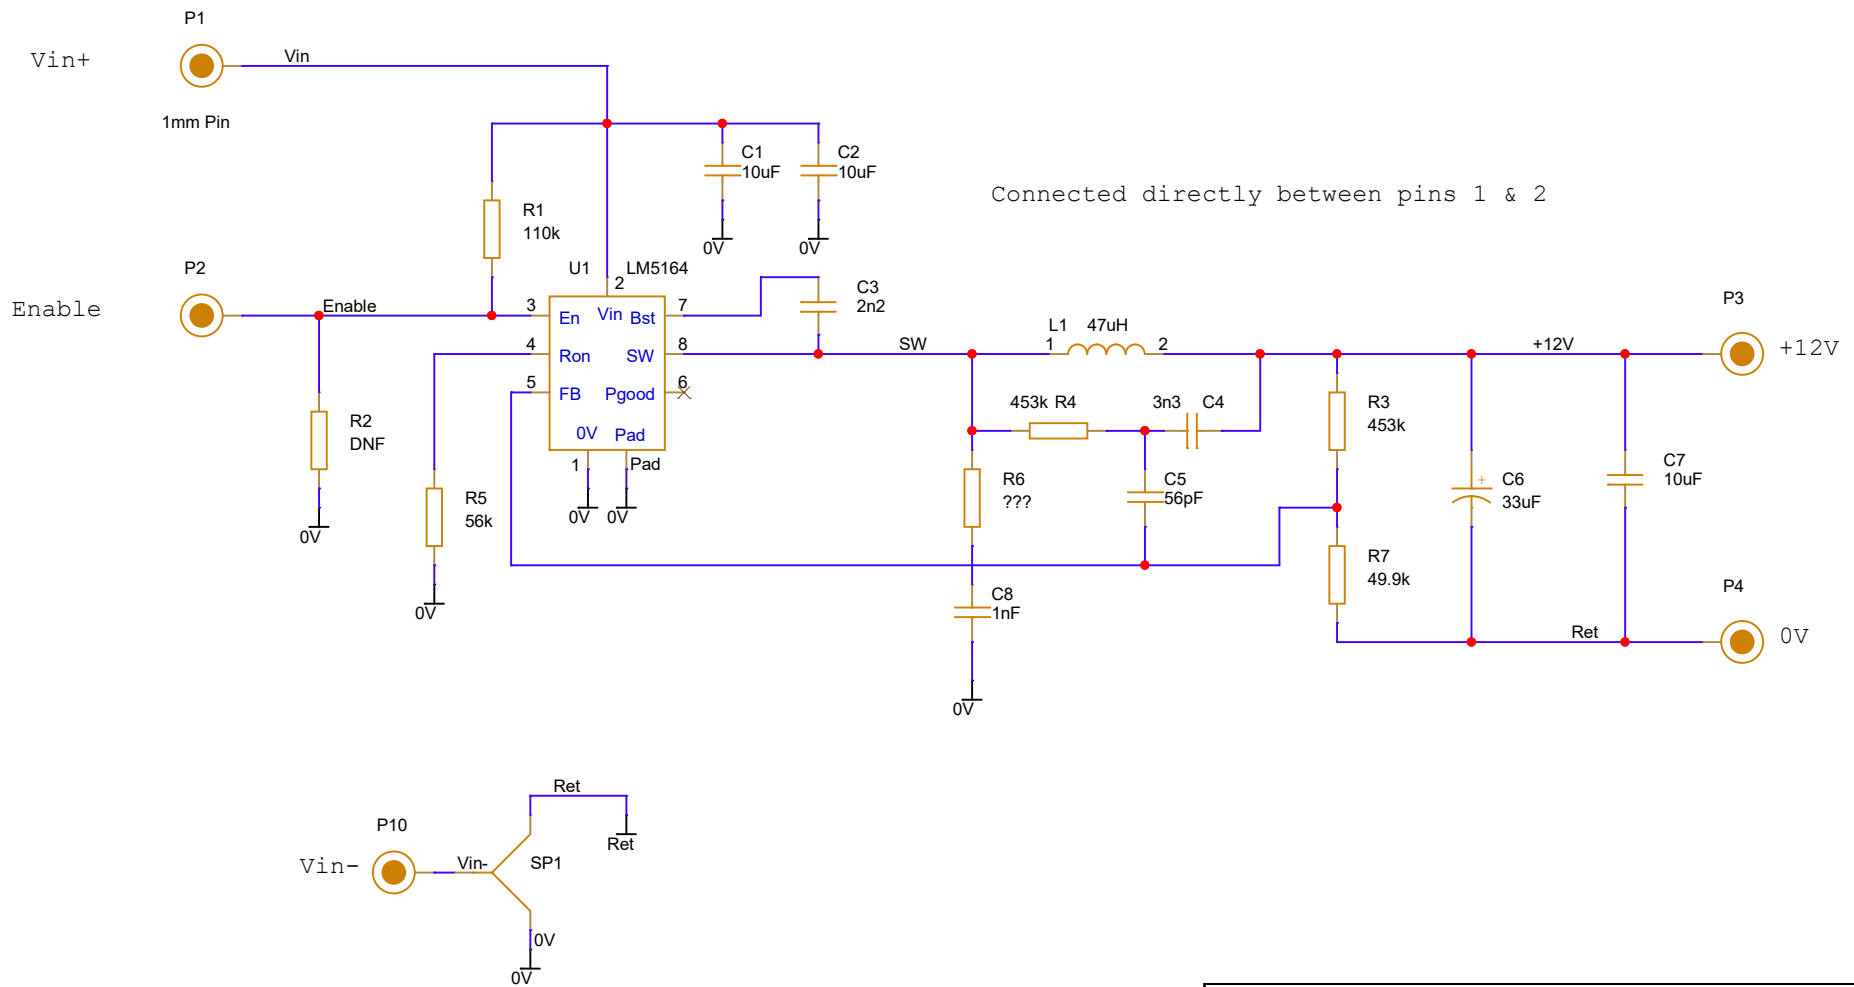 P1
Vin+
Vin
1mm Pin
C1
10uF
C2
10uF
0V
0V
Connected directly between pins 1 & 2
R1
110k
P2
Enable
Enable
U1
LM5164
2
3
4
5
7
8
6
1
En
Vin
Bst
Ron
SW
FB
Pgood
0V
Pad
Pad
0V
0V
C3
2n2
SW
L1
47uH
1
2
+12V
P3
+12V
R2
DNF
0V
R5
56k
0V
453k R4
3n3
C4
R6
???
C5
56pF
C8
1nF
0V
R3
453k
R7
49.9k
C6
+
33uF
C7
10uF
Ret
P4
0V
Ret
Ret
P10
Vin-
Vin-
SP1
0V
0V